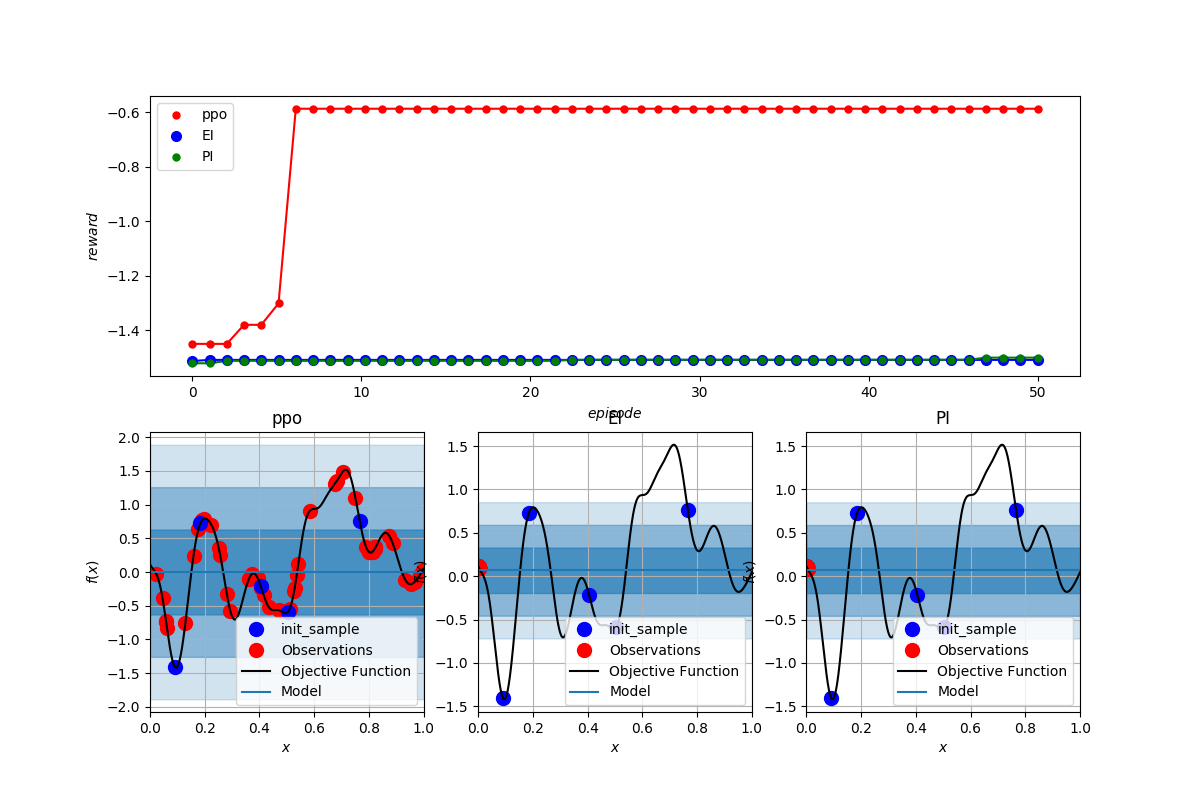 −0.6
−0.8
−1.0
−1.2
−1.4
reward
ppo
EI
PI
0 10 20 30 40 50
episode
ppo
2.0
1.5
1.0
0.5
0.0
−0.5
−1.0
−1.5
−2.0
f(x)
init_sample
Observations
Objective Function
Model
0.0 0.2 0.4 0.6 0.8 1.0
x
EI
1.5
1.0
0.5
0.0
−0.5
−1.0
−1.5
f(x)
init_sample
Observations
Objective Function
Model
0.0 0.2 0.4 0.6 0.8 1.0
x
PI
1.5
1.0
0.5
0.0
−0.5
−1.0
−1.5
f(x)
init_sample
Observations
Objective Function
Model
0.0 0.2 0.4 0.6 0.8 1.0
x